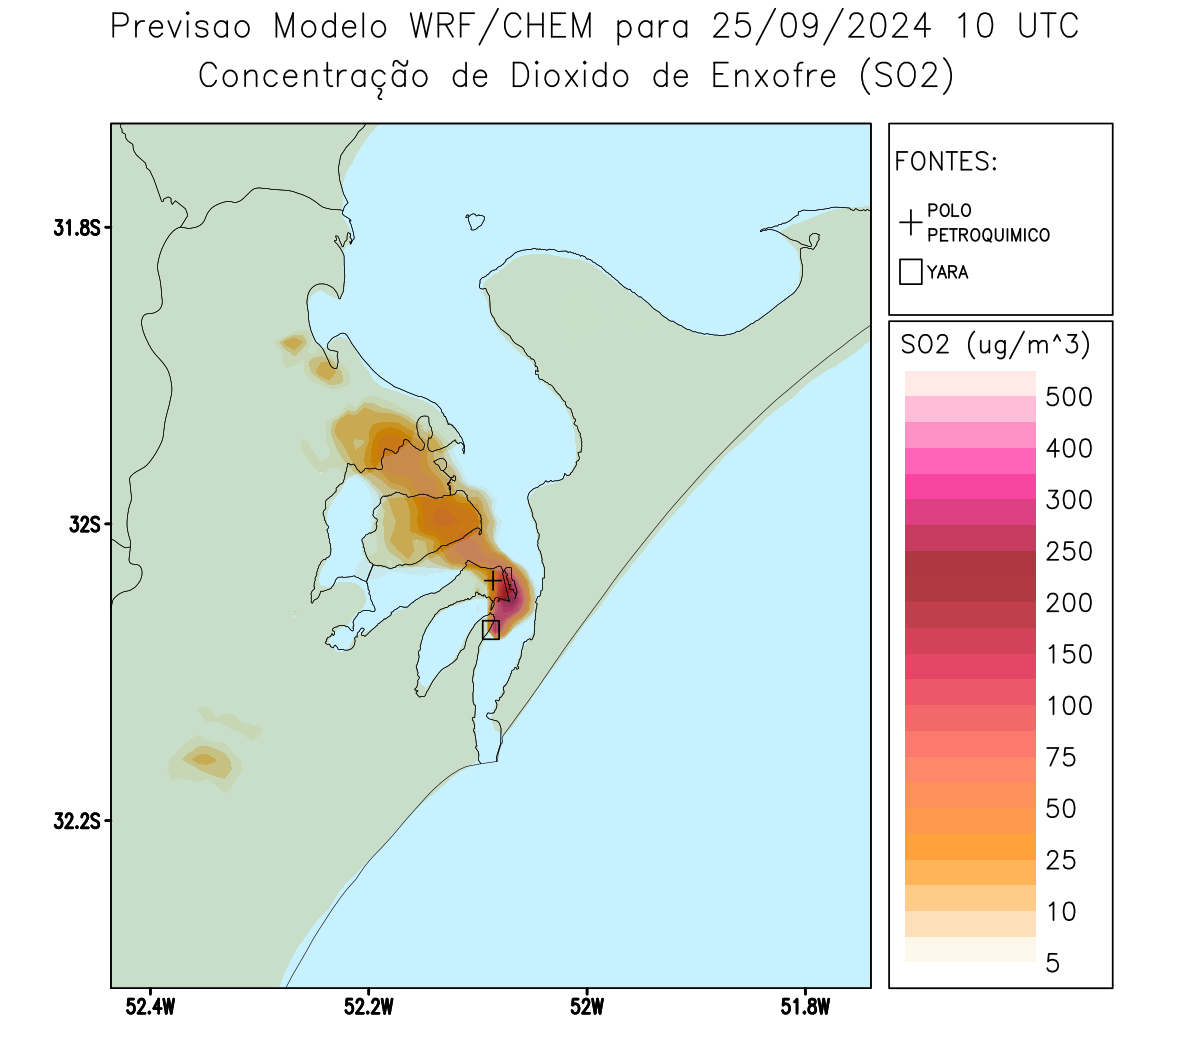 Previsao Modelo WRF/CHEM para 25/09/2024 10 UTC
Concentração de Dioxido de Enxofre (SO2)
FONTES:
POLO
PETROQUIMICO
YARA
SO2 (ug/m^3)
500
400
300
250
200
150
100
75
50
25
10
5
31.8S
32S
32.2S
52.4W
52.2W
52W
51.8W